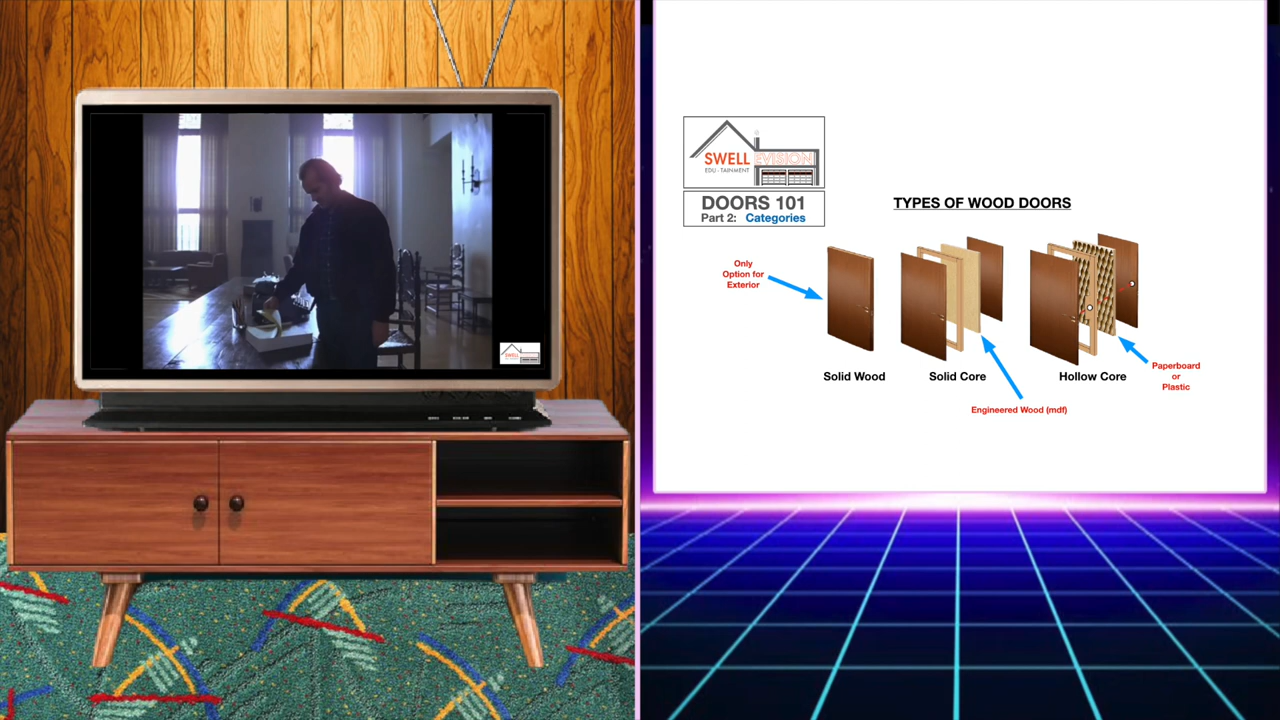 SWELL EVISION
EDU - TAINMENT
DOORS 101
Part 2: Categories
TYPES OF WOOD DOORS
Only
Option for
Exterior
Solid Wood
Solid Core
Hollow Core
Engineered Wood (mdf)
Paperboard
or
Plastic